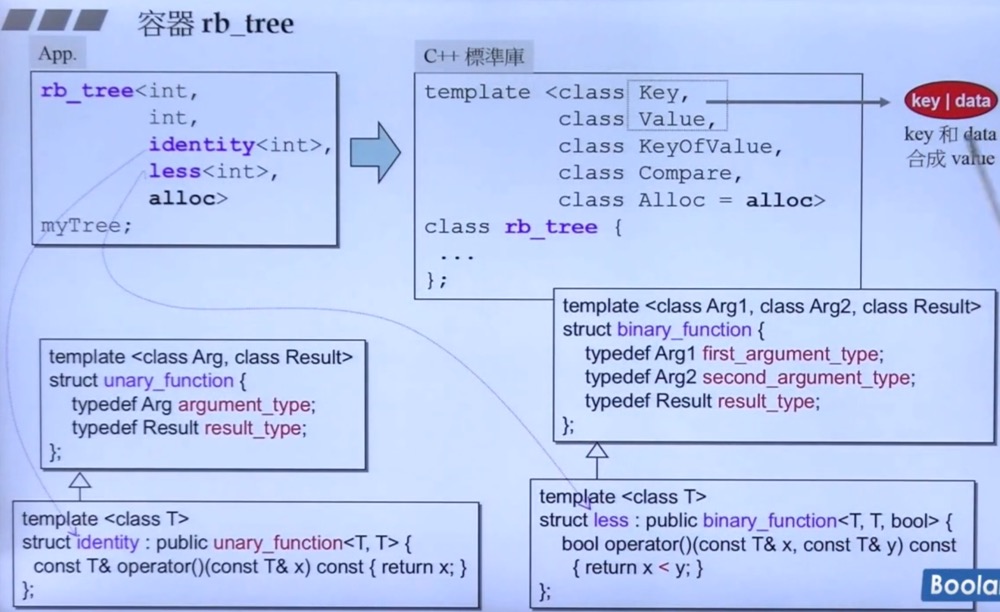 容器 rb_tree
App.
rb_tree<int,
int,
identity<int>,
less<int>,
alloc>
myTree;
C++ 標準庫
template <class Key,
class Value,
class KeyOfValue,
class Compare,
class Alloc = alloc>
class rb_tree {
...
};
key | data
key 和 data
合成 value
template <class Arg, class Result>
struct unary_function {
typedef Arg argument_type;
typedef Result result_type;
};
template <class Arg1, class Arg2, class Result>
struct binary_function {
typedef Arg1 first_argument_type;
typedef Arg2 second_argument_type;
typedef Result result_type;
};
template <class T>
struct identity : public unary_function<T, T> {
const T& operator()(const T& x) const { return x; }
};
template <class T>
struct less : public binary_function<T, T, bool> {
bool operator()(const T& x, const T& y) const
{ return x < y; }
};
Boola